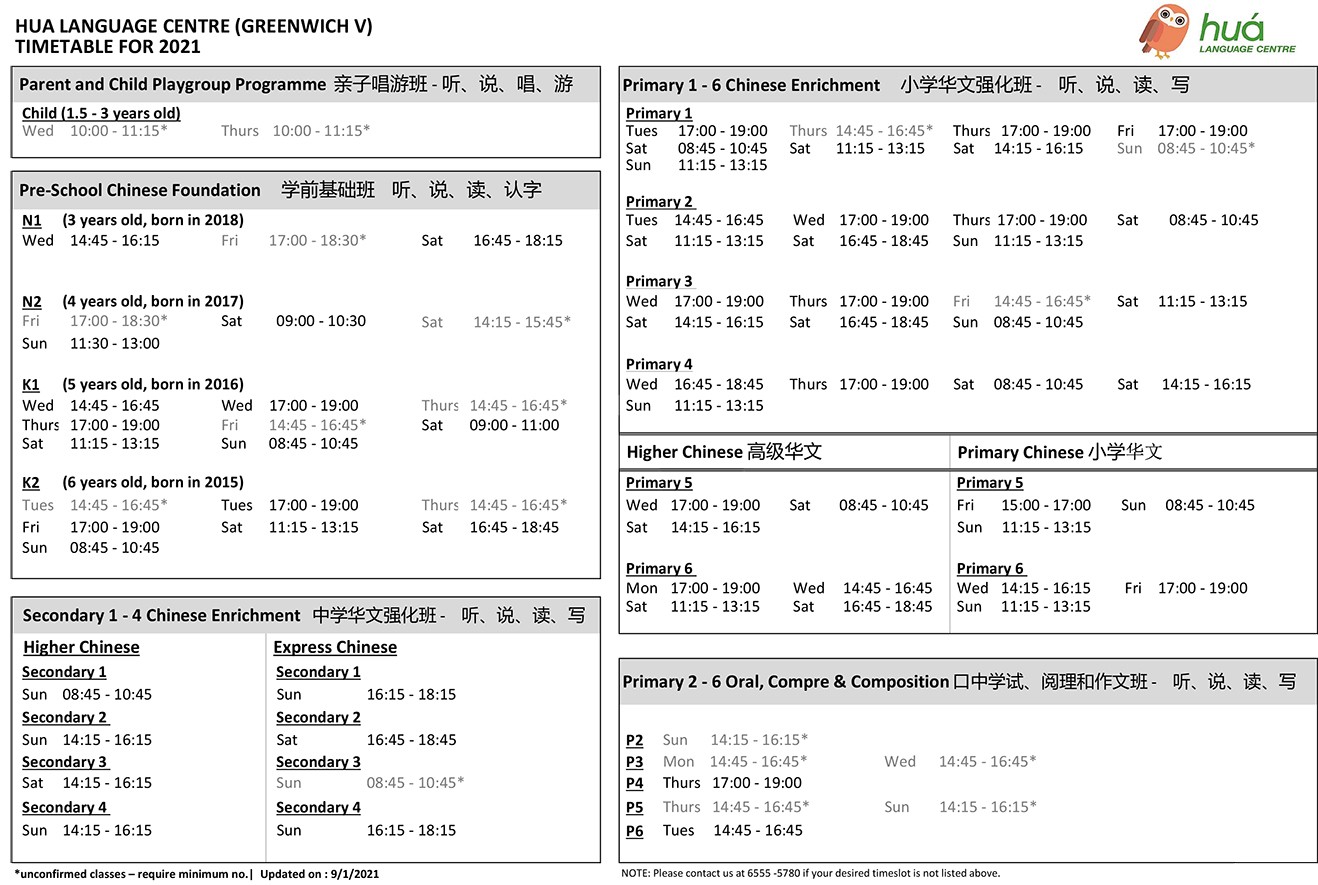 HUA LANGUAGE CENTRE (GREENWICH V)
TIMETABLE FOR 2021
huá
LANGUAGE CENTRE
Parent and Child Playgroup Programme 亲子唱游班 - 听、说、唱、游
Child (1.5 - 3 years old)
Wed 10:00 - 11:15* Thurs 10:00 - 11:15*
Pre-School Chinese Foundation 学前基础班 听、说、读、认字
N1 (3 years old, born in 2018)
Wed 14:45 - 16:15 Fri 17:00 - 18:30* Sat 16:45 - 18:15
N2 (4 years old, born in 2017)
Fri 17:00 - 18:30* Sat 09:00 - 10:30 Sat 14:15 - 15:45*
Sun 11:30 - 13:00
K1 (5 years old, born in 2016)
Wed 14:45 - 16:45 Wed 17:00 - 19:00 Thurs 14:45 - 16:45*
Thurs 17:00 - 19:00 Fri 14:45 - 16:45* Sat 09:00 - 11:00
Sat 11:15 - 13:15 Sun 08:45 - 10:45
K2 (6 years old, born in 2015)
Tues 14:45 - 16:45* Tues 17:00 - 19:00 Thurs 14:45 - 16:45*
Fri 17:00 - 19:00 Sat 11:15 - 13:15 Sat 16:45 - 18:45
Sun 08:45 - 10:45
Secondary 1 - 4 Chinese Enrichment 中学华文强化班 - 听、说、读、写
Higher Chinese
Secondary 1
Sun 08:45 - 10:45
Secondary 2
Sun 14:15 - 16:15
Secondary 3
Sat 14:15 - 16:15
Secondary 4
Sun 14:15 - 16:15
Express Chinese
Secondary 1
Sun 16:15 - 18:15
Secondary 2
Sat 16:45 - 18:45
Secondary 3
Sun 08:45 - 10:45*
Secondary 4
Sun 16:15 - 18:15
*unconfirmed classes – require minimum no.| Updated on : 9/1/2021
Primary 1 - 6 Chinese Enrichment 小学华文强化班 - 听、说、读、写
Primary 1
Tues 17:00 - 19:00 Thurs 14:45 - 16:45* Thurs 17:00 - 19:00 Fri 17:00 - 19:00
Sat 08:45 - 10:45 Sat 11:15 - 13:15 Sat 14:15 - 16:15 Sun 08:45 - 10:45*
Sun 11:15 - 13:15
Primary 2
Tues 14:45 - 16:45 Wed 17:00 - 19:00 Thurs 17:00 - 19:00 Sat 08:45 - 10:45
Sat 11:15 - 13:15 Sat 16:45 - 18:45 Sun 11:15 - 13:15
Primary 3
Wed 17:00 - 19:00 Thurs 17:00 - 19:00 Fri 14:45 - 16:45* Sat 11:15 - 13:15
Sat 14:15 - 16:15 Sat 16:45 - 18:45 Sun 08:45 - 10:45
Primary 4
Wed 16:45 - 18:45 Thurs 17:00 - 19:00 Sat 08:45 - 10:45 Sat 14:15 - 16:15
Sun 11:15 - 13:15
Higher Chinese 高级华文
Primary 5
Wed 17:00 - 19:00 Sat 08:45 - 10:45
Sat 14:15 - 16:15
Primary 6
Mon 17:00 - 19:00 Wed 14:45 - 16:45
Sat 11:15 - 13:15 Sat 16:45 - 18:45
Primary Chinese 小学华文
Primary 5
Fri 15:00 - 17:00 Sun 08:45 - 10:45
Sun 11:15 - 13:15
Primary 6
Wed 14:15 - 16:15 Fri 17:00 - 19:00
Sun 11:15 - 13:15
Primary 2 - 6 Oral, Compre & Composition 口中学试、阅理和作文班 - 听、说、读、写
P2 Sun 14:15 - 16:15*
P3 Mon 14:45 - 16:45* Wed 14:45 - 16:45*
P4 Thurs 17:00 - 19:00
P5 Thurs 14:45 - 16:45* Sun 14:15 - 16:15*
P6 Tues 14:45 - 16:45
NOTE: Please contact us at 6555 -5780 if your desired timeslot is not listed above.